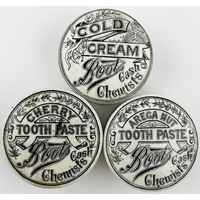 COLD
CREAM
Boots
Cash
Chemists
CHERRY
TOOTH PASTE
Boots
Cash
Chemists
ARECA NUT
TOOTH PASTE
Boots
Cash
Chemists